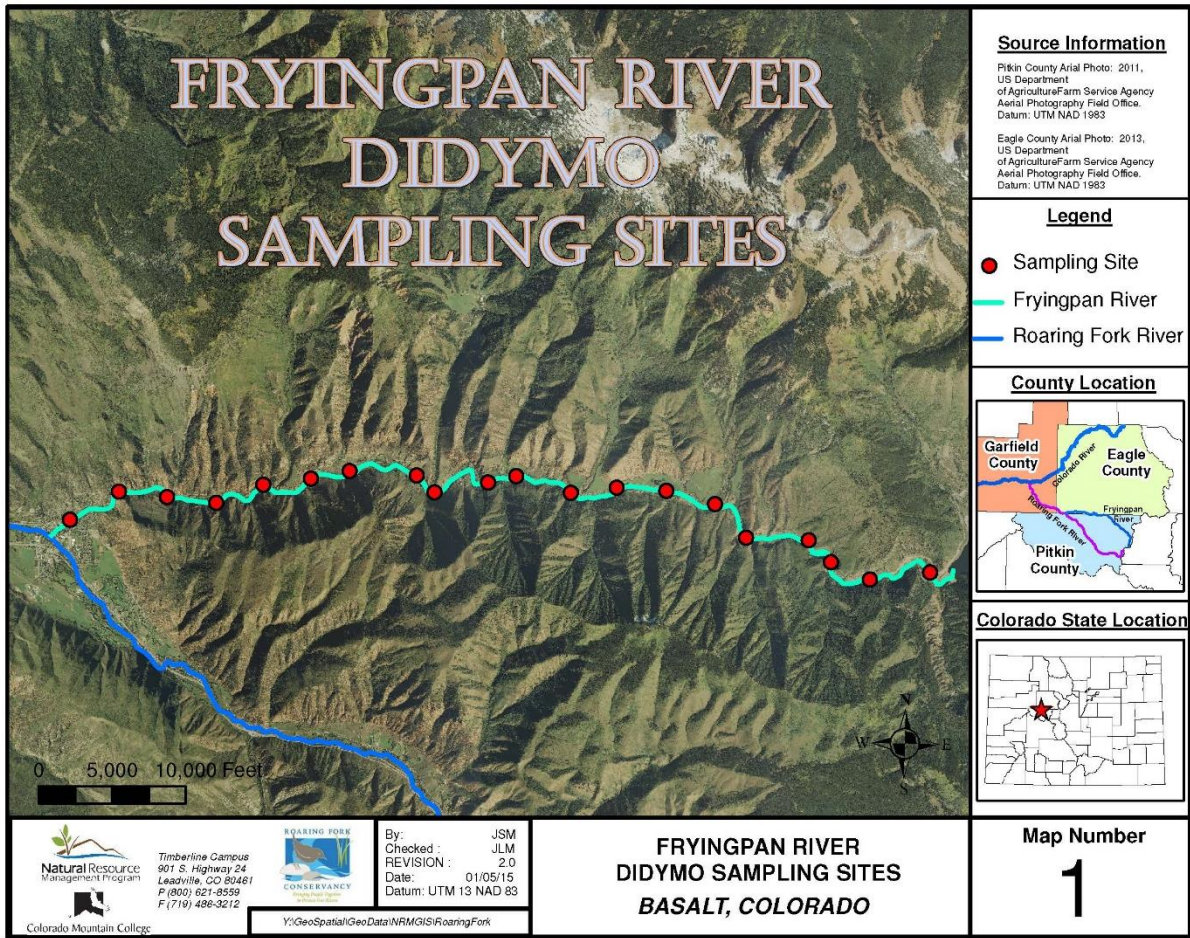 FRYINGPAN RIVER
DIDYMO
SAMPLING SITES
N
W
E
S
0 5,000 10,000 Feet
Source Information
Pitkin County Arial Photo: 2011,
US Department
of AgricultureFarm Service Agency
Aerial Photography Field Office.
Datum: UTM NAD 1983
Eagle County Arial Photo: 2013,
US Department
of AgricultureFarm Service Agency
Aerial Photography Field Office.
Datum: UTM NAD 1983
Legend
Sampling Site
Fryingpan River
Roaring Fork River
County Location
Garfield
County
Eagle
County
Colorado River
Roaring Fork River
Fryingpan
River
Pitkin
County
Colorado State Location
Natural Resource
Management Program
Colorado Mountain College
Timberline Campus
901 S. Highway 24
Leadville, CO 80461
P (800) 621-8559
F (719) 486-3212
ROARING FORK
CONSERVANCY
By: JSM
Checked : JLM
REVISION : 2.0
Date: 01/05/15
Datum: UTM 13 NAD 83
Y:\GeoSpatial\GeoData\NRMGIS\RoaringFork
FRYINGPAN RIVER
DIDYMO SAMPLING SITES
BASALT, COLORADO
Map Number
1